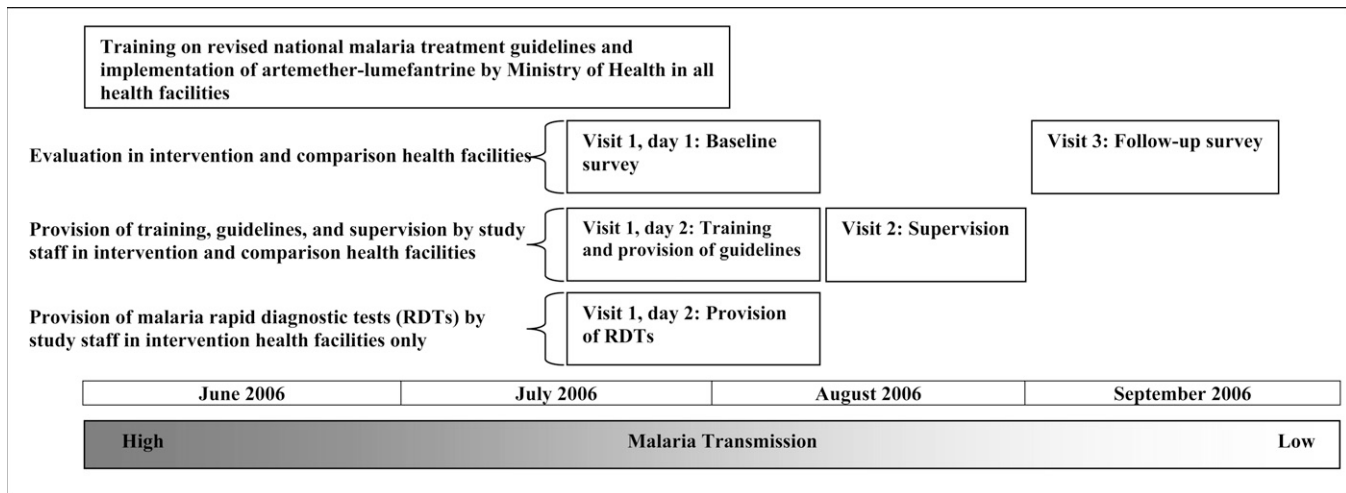 Training on revised national malaria treatment guidelines and
implementation of artemether-lumefantrine by Ministry of Health in all
health facilities
Evaluation in intervention and comparison health facilities
Visit 1, day 1: Baseline
survey
Visit 3: Follow-up survey
Provision of training, guidelines, and supervision by study
staff in intervention and comparison health facilities
Visit 1, day 2: Training
and provision of guidelines
Visit 2: Supervision
Provision of malaria rapid diagnostic tests (RDTs) by
study staff in intervention health facilities only
Visit 1, day 2: Provision
of RDTs
June 2006
July 2006
August 2006
September 2006
High
Malaria Transmission
Low